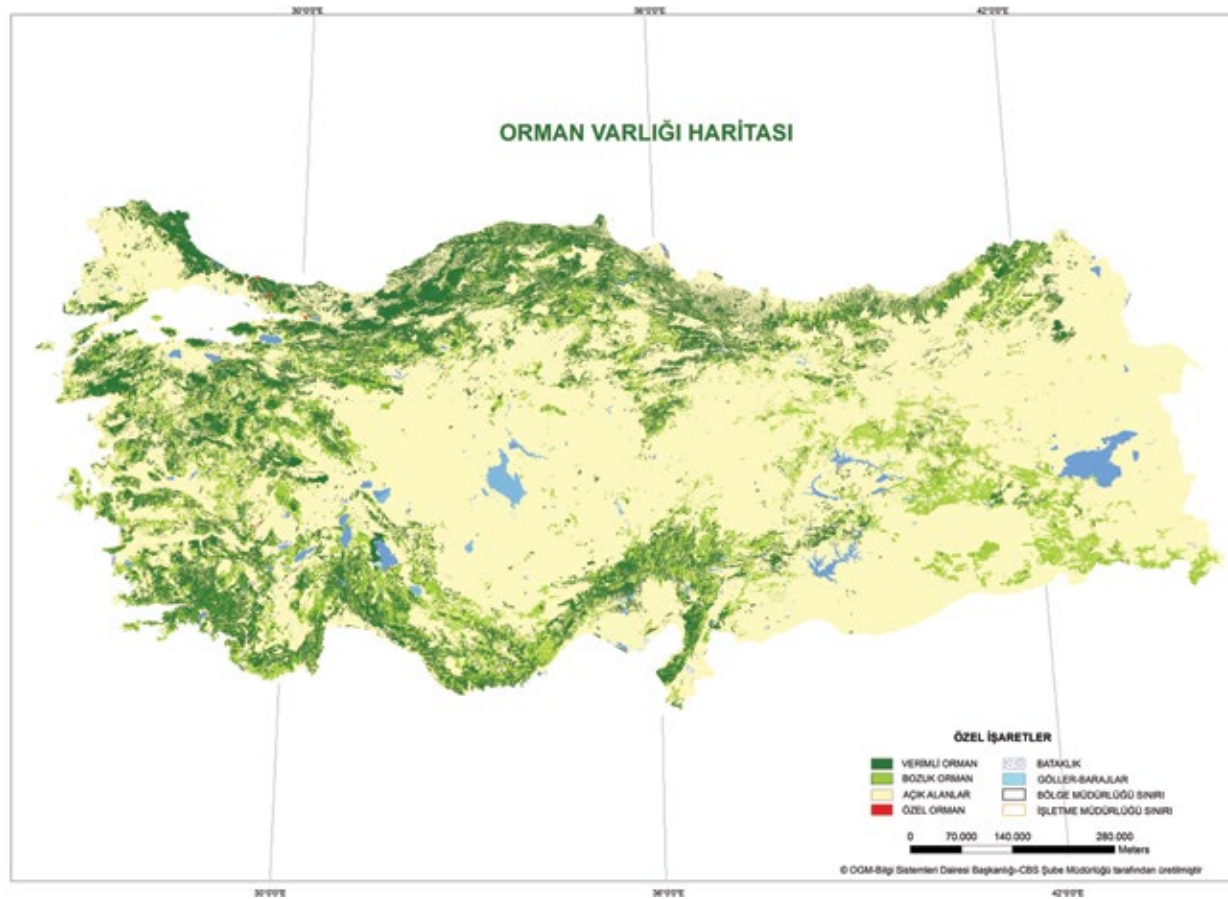 30°0'0"E 36°0'0"E 42°0'0"E
ORMAN VARLIĞI HARİTASI
ÖZEL İŞARETLER
VERİMLİ ORMAN
BOZUK ORMAN
AÇIK ALANLAR
ÖZEL ORMAN
BATAKLIK
GÖLLER-BARAJLAR
BÖLGE MÜDÜRLÜĞÜ SINIRI
İŞLETME MÜDÜRLÜĞÜ SINIRI
0 70.000 140.000 280.000
Meters
© OGM-Bilgi Sistemleri Dairesi Başkanlığı-CBS Şube Müdürlüğü tarafından üretilmiştir
30°0'0"E 36°0'0"E 42°0'0"E